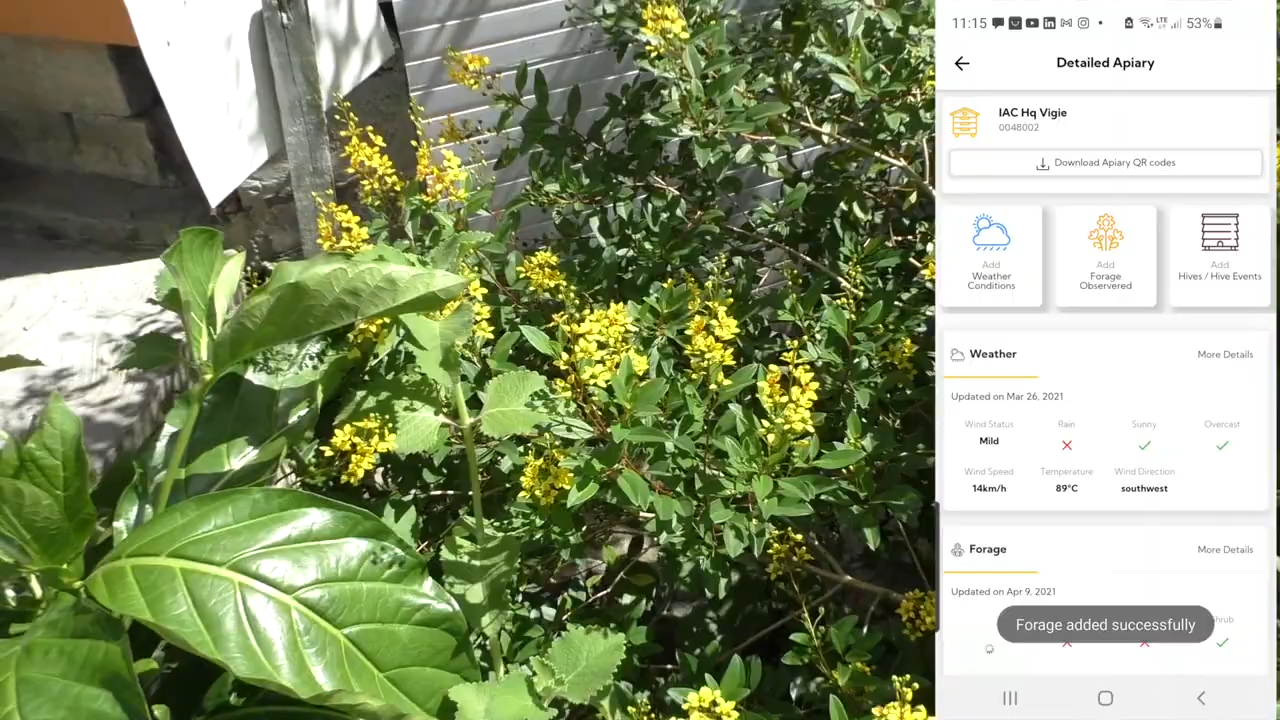 11:15
LTE
53%
Detailed Apiary
IAC Hq Vigie
0048002
Download Apiary QR codes
Add
Weather
Conditions
Add
Forage
Observered
Add
Hives / Hive Events
Weather
More Details
Updated on Mar 26, 2021
Wind Status
Rain
Sunny
Overcast
Mild
Wind Speed
Temperature
Wind Direction
14km/h
89°C
southwest
Forage
More Details
Updated on Apr 9, 2021
Forage added successfully